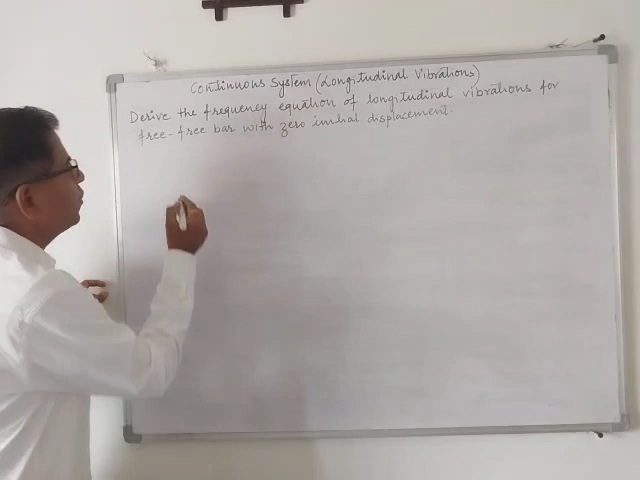 Continuous System (Longitudinal Vibrations)
Derive the frequency equation of longitudinal vibrations for
free-free bar with zero initial displacement.